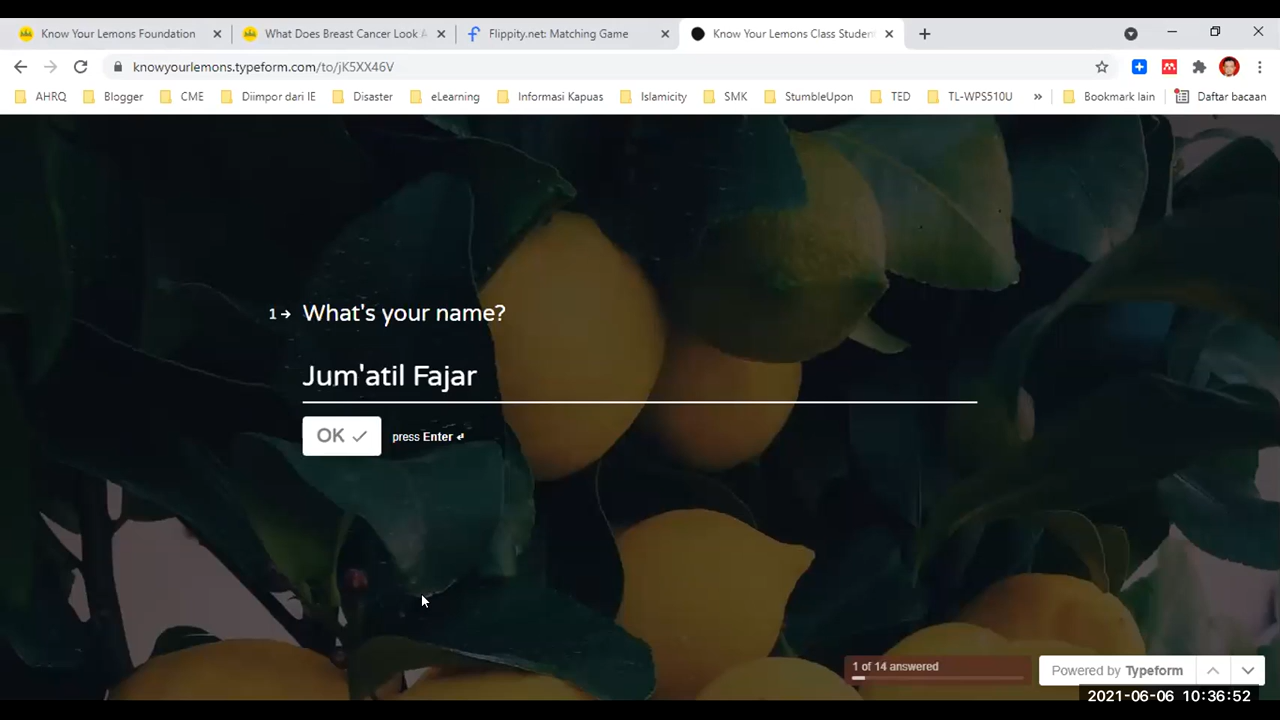 Know Your Lemons Foundation
What Does Breast Cancer Look A
Flippity.net: Matching Game
Know Your Lemons Class Studen
knowyourlemons.typeform.com/to/jK5XX46V
AHRQ
Blogger
CME
Diimpor dari IE
Disaster
eLearning
Informasi Kapuas
Islamicity
SMK
StumbleUpon
TED
TL-WPS510U
»
Bookmark lain
Daftar bacaan
1 → What's your name?
Jum'atil Fajar
OK ✓
press Enter ↵
1 of 14 answered
Powered by Typeform
2021-06-06 10:36:52